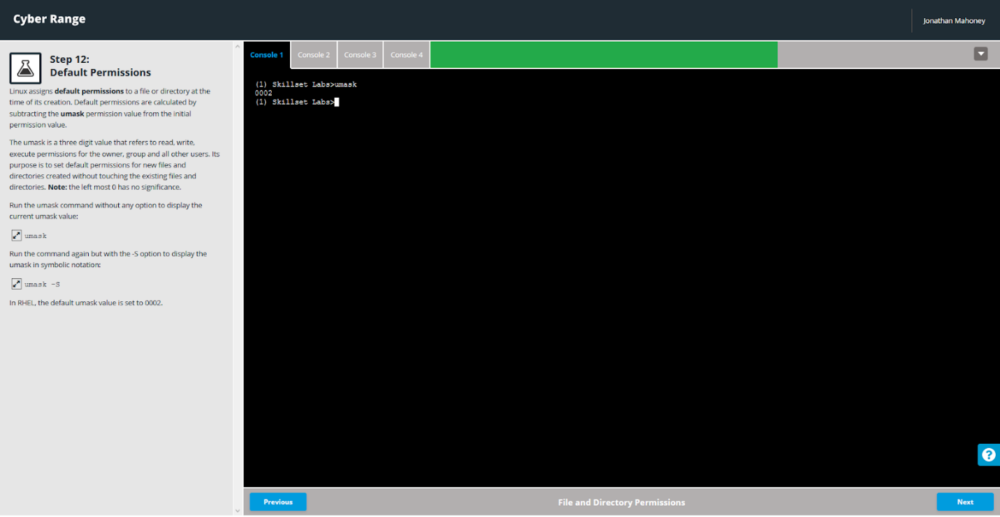 Cyber Range
Jonathan Mahoney
Step 12:
Default Permissions
Linux assigns default permissions to a file or directory at the
time of its creation. Default permissions are calculated by
subtracting the umask permission value from the initial
permission value.
The umask is a three digit value that refers to read, write,
execute permissions for the owner, group and all other users. Its
purpose is to set default permissions for new files and
directories created without touching the existing files and
directories. Note: the left most 0 has no significance.
Run the umask command without any option to display the
current umask value:
umask
Run the command again but with the -S option to display the
umask in symbolic notation:
umask -S
In RHEL, the default umask value is set to 0002.
Console 1
Console 2
Console 3
Console 4
(1) Skillset Labs>umask
0002
(1) Skillset Labs>
?
Previous
File and Directory Permissions
Next